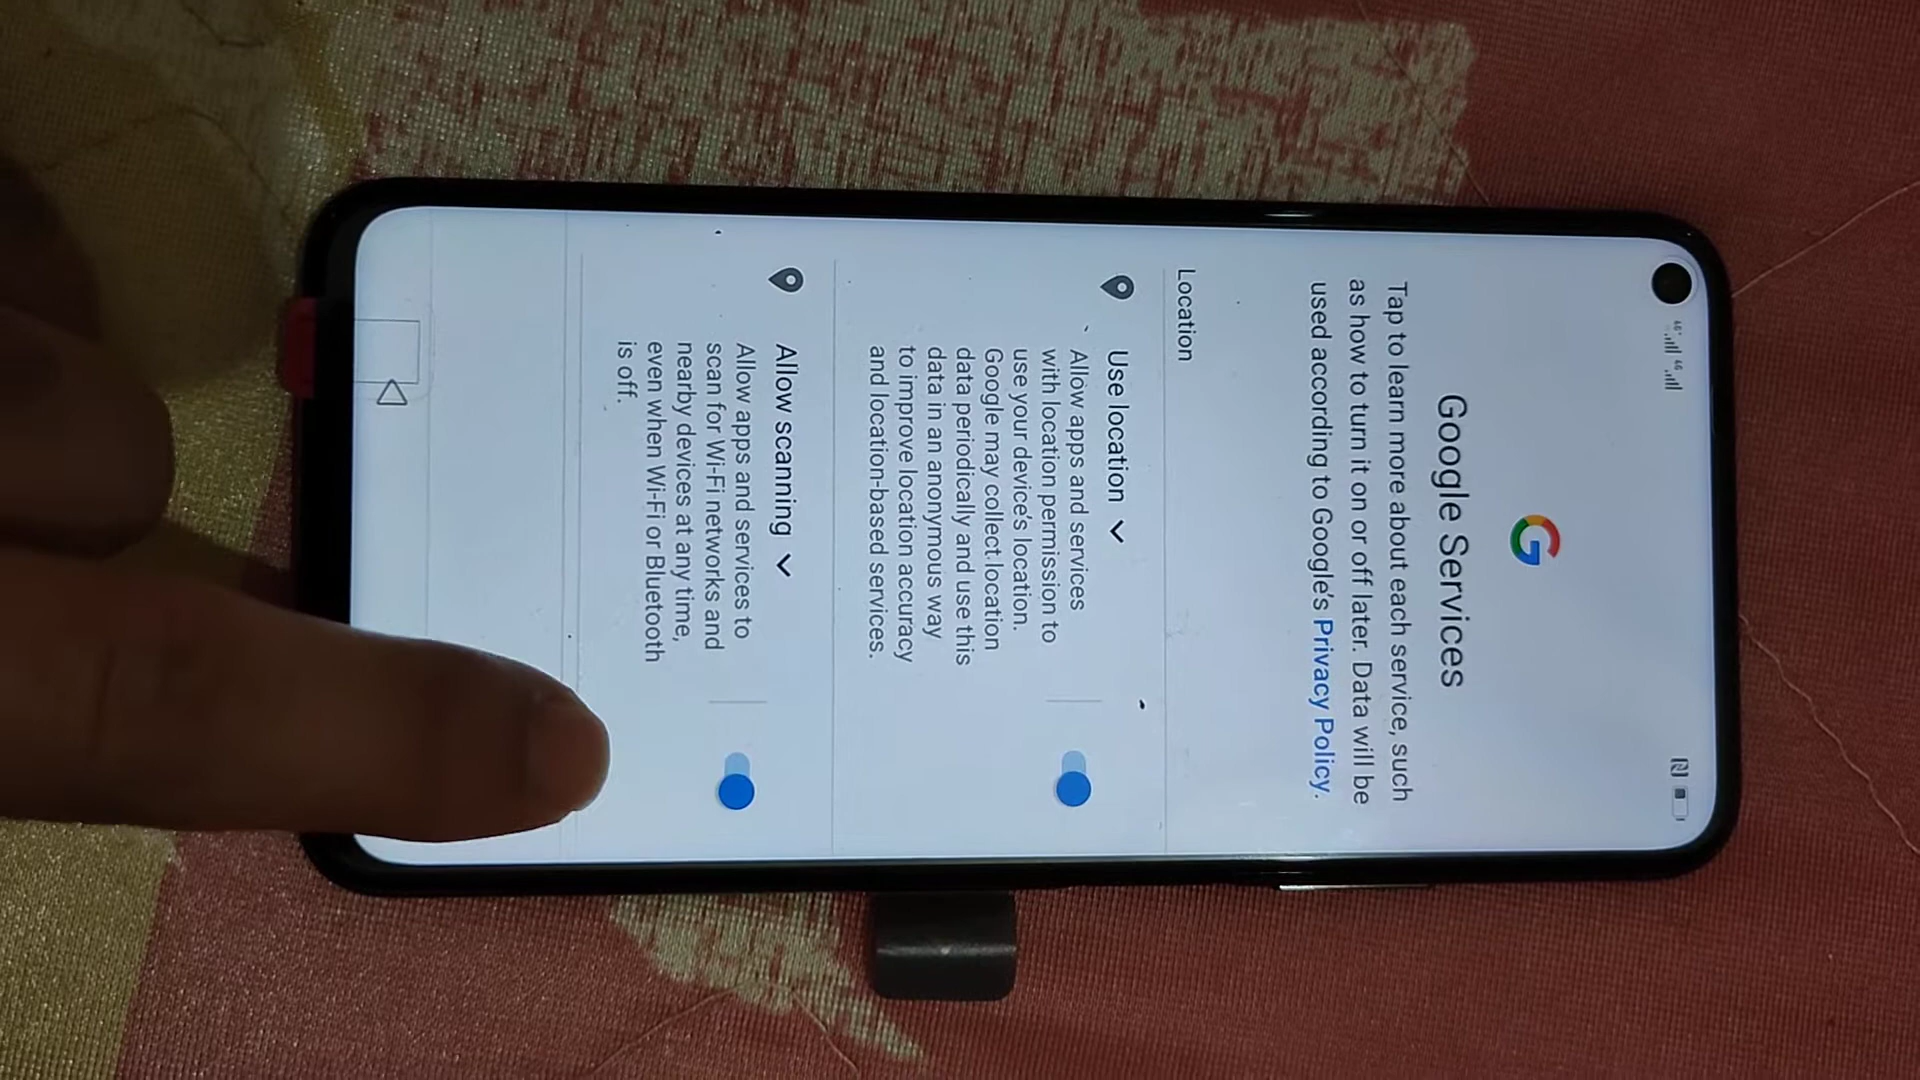 Google Services
Tap to learn more about each service, such
as how to turn it on or off later. Data will be
used according to Google's Privacy Policy.
Location
Use location
Allow apps and services
with location permission to
use your device's location.
Google may collect location
data periodically and use this
data in an anonymous way
to improve location accuracy
and location-based services.
Allow scanning
Allow apps and services to
scan for Wi-Fi networks and
nearby devices at any time,
even when Wi-Fi or Bluetooth
is off.